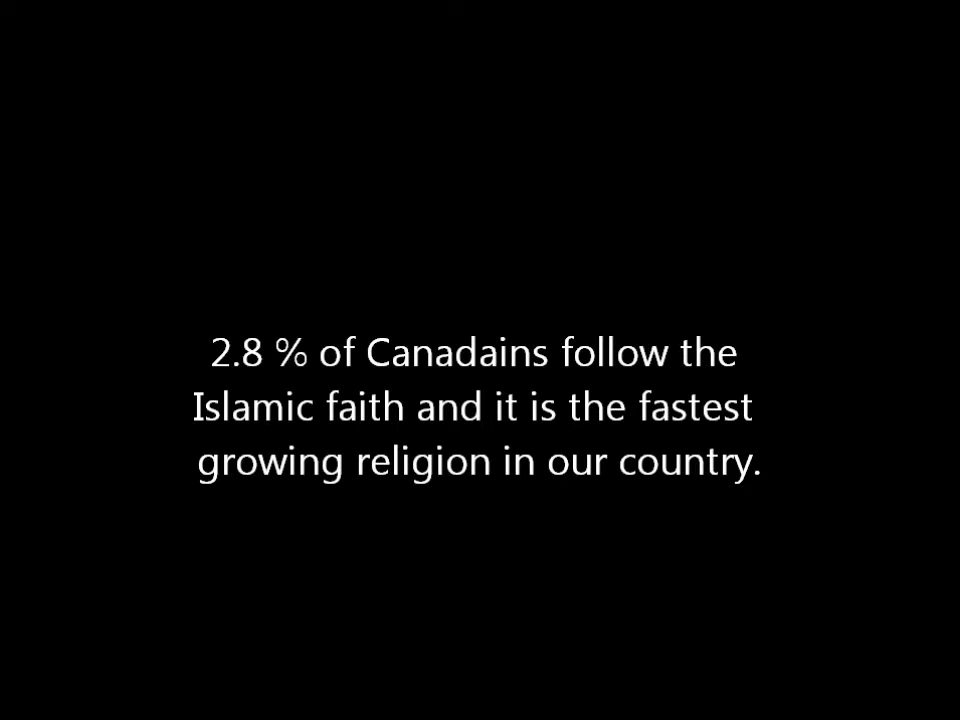 2.8 % of Canadains follow the
Islamic faith and it is the fastest
growing religion in our country.